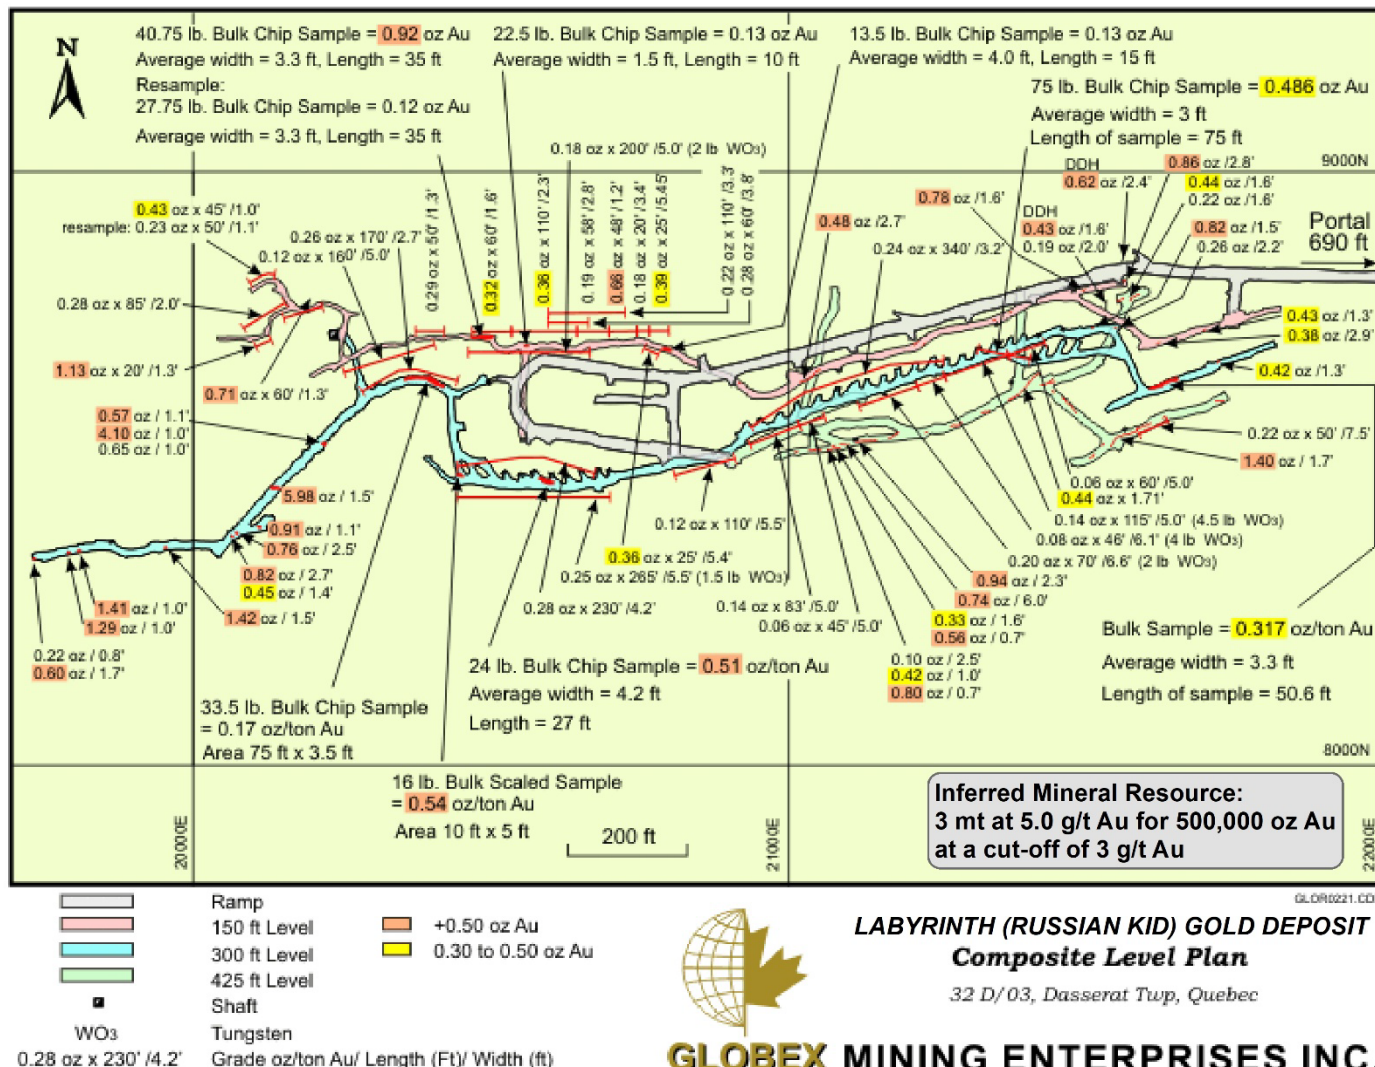 40.75 lb. Bulk Chip Sample = 0.92 oz Au
Average width = 3.3 ft, Length = 35 ft
Resample:
27.75 lb. Bulk Chip Sample = 0.12 oz Au
Average width = 3.3 ft, Length = 35 ft
22.5 lb. Bulk Chip Sample = 0.13 oz Au
Average width = 1.5 ft, Length = 10 ft
13.5 lb. Bulk Chip Sample = 0.13 oz Au
Average width = 4.0 ft, Length = 15 ft
75 lb. Bulk Chip Sample = 0.486 oz Au
Average width = 3 ft
Length of sample = 75 ft
N
0.18 oz x 200' /5.0' (2 lb WO3)
9000N
0.43 oz x 45' /1.0'
resample: 0.23 oz x 50' /1.1'
0.26 oz x 170' /2.7'
0.12 oz x 160' /5.0'
0.29 oz x 50' /1.3'
0.32 oz x 60' /1.6'
0.36 oz x 110' /2.3'
0.19 oz x 58' /2.8'
0.66 oz x 48' /1.2'
0.18 oz x 20' /3.4'
0.39 oz x 25' /5.45'
0.22 oz x 110' /3.3'
0.28 oz x 60' /3.8'
0.48 oz /2.7'
0.24 oz x 340' /3.2'
0.78 oz /1.6'
DDH
0.62 oz /2.4'
DDH
0.43 oz /1.6'
0.19 oz /2.0'
0.86 oz /2.8'
0.44 oz /1.6'
0.22 oz /1.6'
0.82 oz /1.5'
0.26 oz /2.2'
Portal
690 ft
0.28 oz x 85' /2.0'
1.13 oz x 20' /1.3'
0.71 oz x 60' /1.3'
0.43 oz /1.3'
0.38 oz /2.9'
0.42 oz /1.3'
0.57 oz / 1.1'
4.10 oz / 1.0'
0.65 oz / 1.0'
5.98 oz / 1.5'
0.91 oz / 1.1'
0.76 oz / 2.5'
0.82 oz / 2.7'
0.45 oz / 1.4'
1.42 oz / 1.5'
1.41 oz / 1.0'
1.29 oz / 1.0'
0.22 oz / 0.8'
0.60 oz / 1.7'
0.12 oz x 110' /5.5'
0.36 oz x 25' /5.4'
0.25 oz x 265' /5.5' (1.5 lb WO3)
0.28 oz x 230' /4.2'
0.14 oz x 83' /5.0'
0.06 oz x 45' /5.0'
0.22 oz x 50' /7.5'
1.40 oz / 1.7'
0.06 oz x 60' /5.0'
0.44 oz x 1.71'
0.14 oz x 115' /5.0' (4.5 lb WO3)
0.08 oz x 46' /6.1' (4 lb WO3)
0.20 oz x 70' /6.6' (2 lb WO3)
0.94 oz / 2.3'
0.74 oz / 6.0'
0.33 oz / 1.6'
0.56 oz / 0.7'
0.10 oz / 2.5'
0.42 oz / 1.0'
0.80 oz / 0.7'
Bulk Sample = 0.317 oz/ton Au
Average width = 3.3 ft
Length of sample = 50.6 ft
24 lb. Bulk Chip Sample = 0.51 oz/ton Au
Average width = 4.2 ft
Length = 27 ft
33.5 lb. Bulk Chip Sample
= 0.17 oz/ton Au
Area 75 ft x 3.5 ft
8000N
16 lb. Bulk Scaled Sample
= 0.54 oz/ton Au
Area 10 ft x 5 ft
200 ft
20000E
21000E
22000E
Inferred Mineral Resource:
3 mt at 5.0 g/t Au for 500,000 oz Au
at a cut-off of 3 g/t Au
GLOR0221.CD
Ramp
150 ft Level
300 ft Level
425 ft Level
Shaft
WO3 Tungsten
0.28 oz x 230' /4.2' Grade oz/ton Au/ Length (Ft)/ Width (ft)
+0.50 oz Au
0.30 to 0.50 oz Au
LABYRINTH (RUSSIAN KID) GOLD DEPOSIT
Composite Level Plan
32 D/03, Dasserat Twp, Quebec
GLOBEX MINING ENTERPRISES INC.